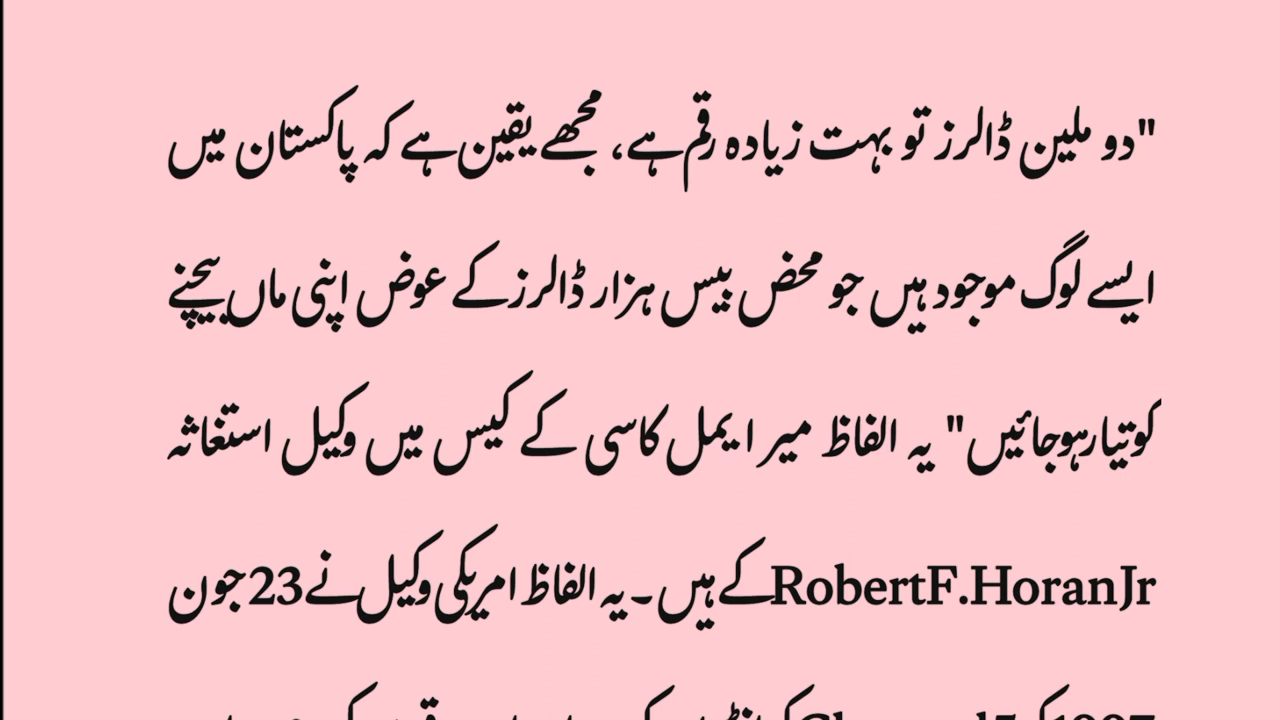 "دو ملین ڈالرز تو بہت زیادہ رقم ہے، مجھے یقین ہے کہ پاکستان میں
ایسے لوگ موجود ہیں جو محض بیس ہزار ڈالرز کے عوض اپنی ماں بیچنے
کو تیار ہو جائیں" یہ الفاظ میر ایمل کاسی کے کیس میں وکیل استغاثہ
RobertF.HoranJr کے ہیں۔ یہ الفاظ امریکی وکیل نے 23 جون